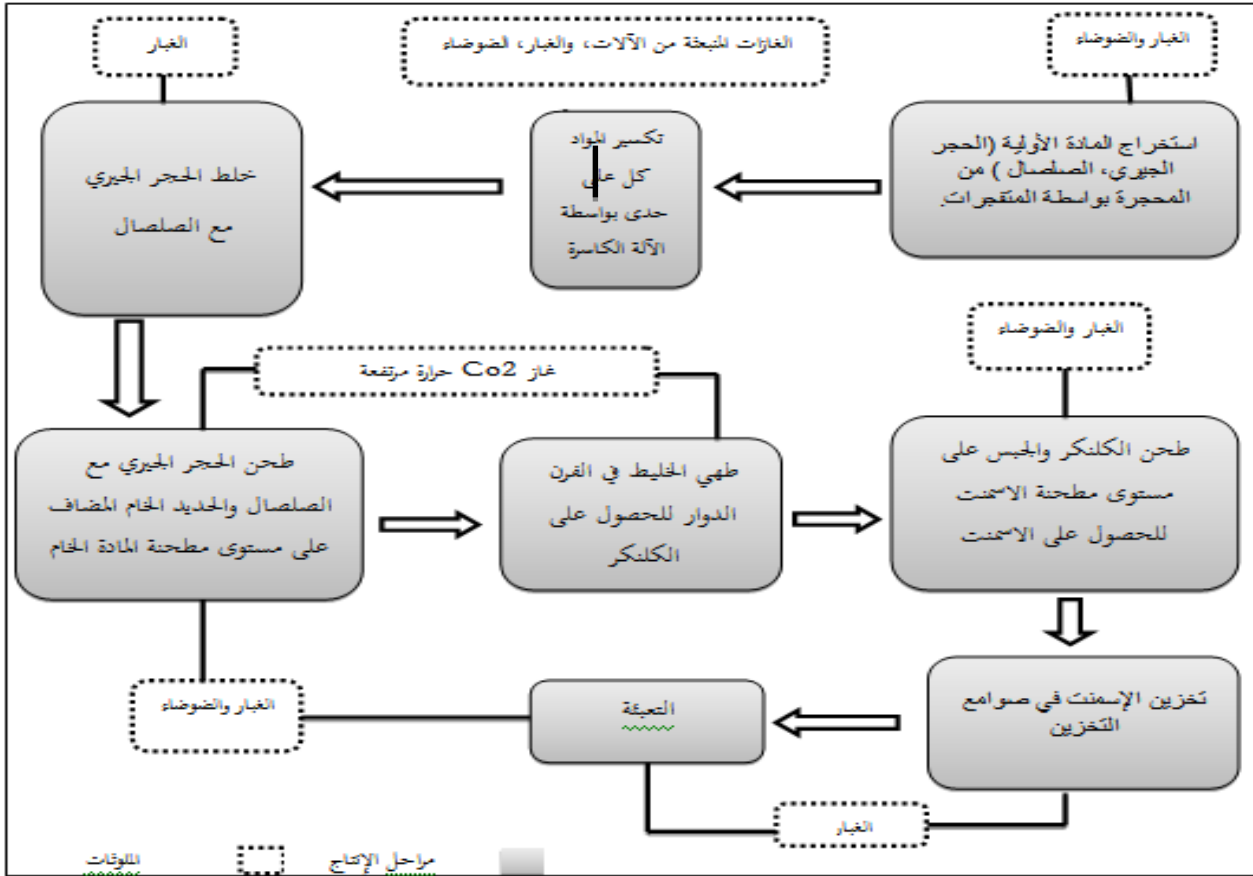 الغبار والضوضاء
الغازات المنبعثة من الآلات، والغبار، الضوضاء
الغبار
استخراج المادة الأولية (الحجر
الجيري، الصلصال ) من
المحجرة بواسطة المتفجرات.
تكسير المواد
كل على
حدى بواسطة
الآلة الكاسرة
خلط الحجر الجيري
مع الصلصال
غاز Co2 حرارة مرتفعة
الغبار والضوضاء
طحن الحجر الجيري مع
الصلصال والحديد الخام المضاف
على مستوى مطحنة المادة الخام
طهي الخليط في الفرن
الدوار للحصول على
الكلنكر
طحن الكلنكر والجبس على
مستوى مطحنة الاسمنت
للحصول على الاسمنت
تخزين الإسمنت في صوامع
التخزين
التعبئة
الغبار والضوضاء
الغبار
مراحل الإنتاج
الملوثات